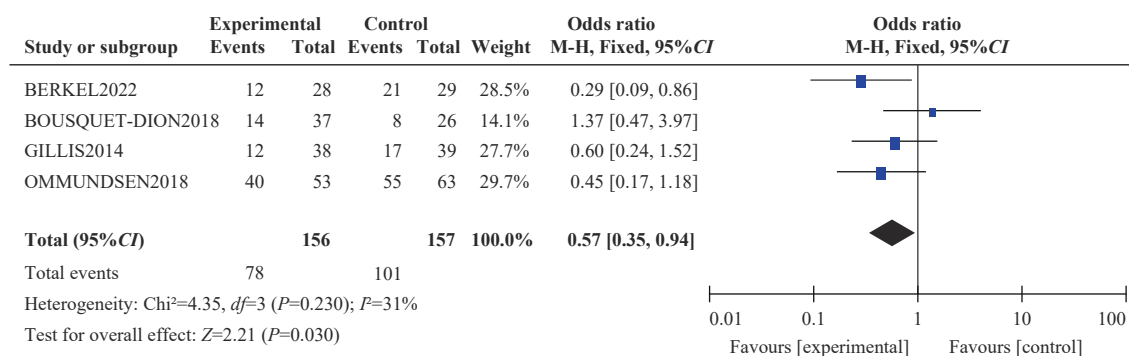 Experimental Control Odds ratio Odds ratio
Study or subgroup Events Total Events Total Weight M-H, Fixed, 95%CI M-H, Fixed, 95%CI
BERKEL2022 12 28 21 29 28.5% 0.29 [0.09, 0.86]
BOUSQUET-DION2018 14 37 8 26 14.1% 1.37 [0.47, 3.97]
GILLIS2014 12 38 17 39 27.7% 0.60 [0.24, 1.52]
OMMUNDSEN2018 40 53 55 63 29.7% 0.45 [0.17, 1.18]
Total (95%CI) 156 157 100.0% 0.57 [0.35, 0.94]
Total events 78 101
Heterogeneity: Chi²=4.35, df=3 (P=0.230); I²=31%
Test for overall effect: Z=2.21 (P=0.030)
0.01 0.1 1 10 100
Favours [experimental] Favours [control]